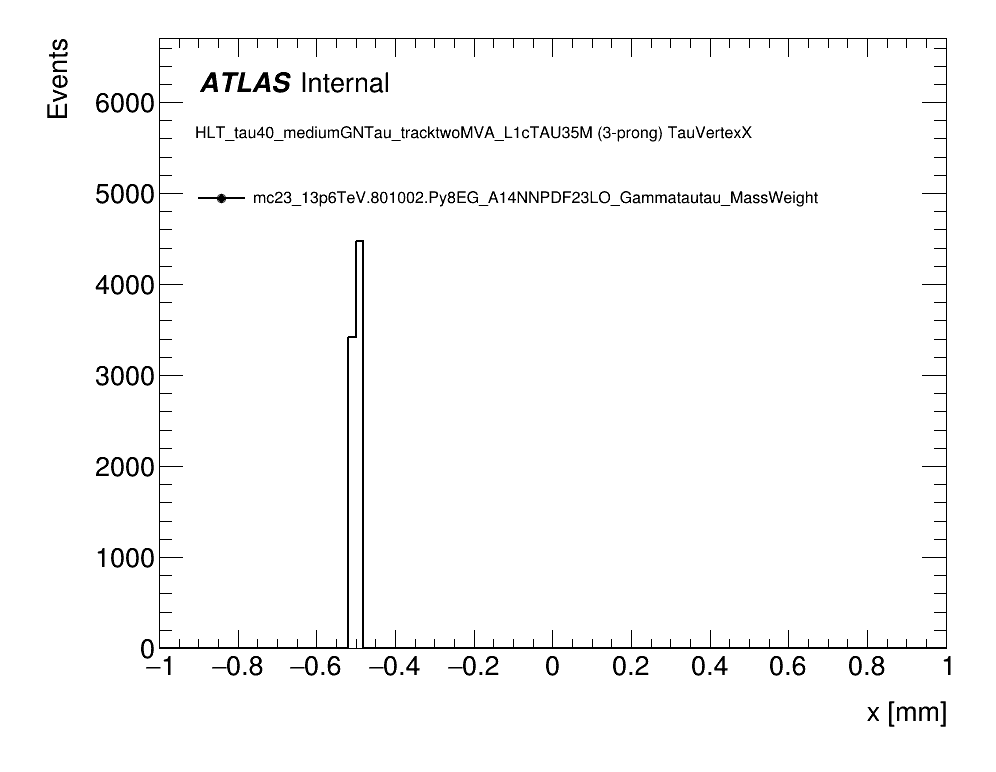 Events
ATLAS Internal
HLT_tau40_mediumGNTau_tracktwoMVA_L1cTAU35M (3-prong) TauVertexX
mc23_13p6TeV.801002.Py8EG_A14NNPDF23LO_Gammatautau_MassWeight
6000
5000
4000
3000
2000
1000
0
−1 −0.8 −0.6 −0.4 −0.2 0 0.2 0.4 0.6 0.8 1
x [mm]